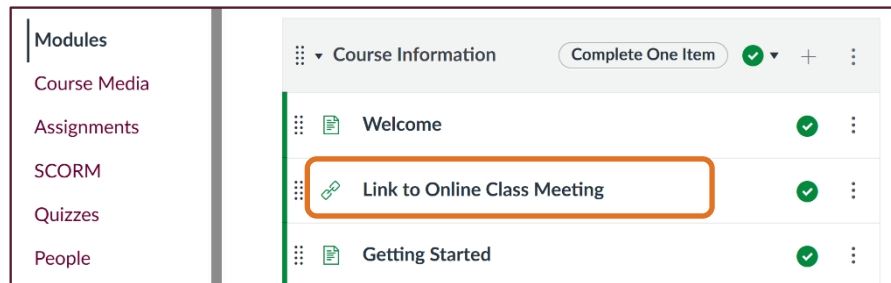 Modules
Course Media
Assignments
SCORM
Quizzes
People
Course Information Complete One Item
Welcome
Link to Online Class Meeting
Getting Started